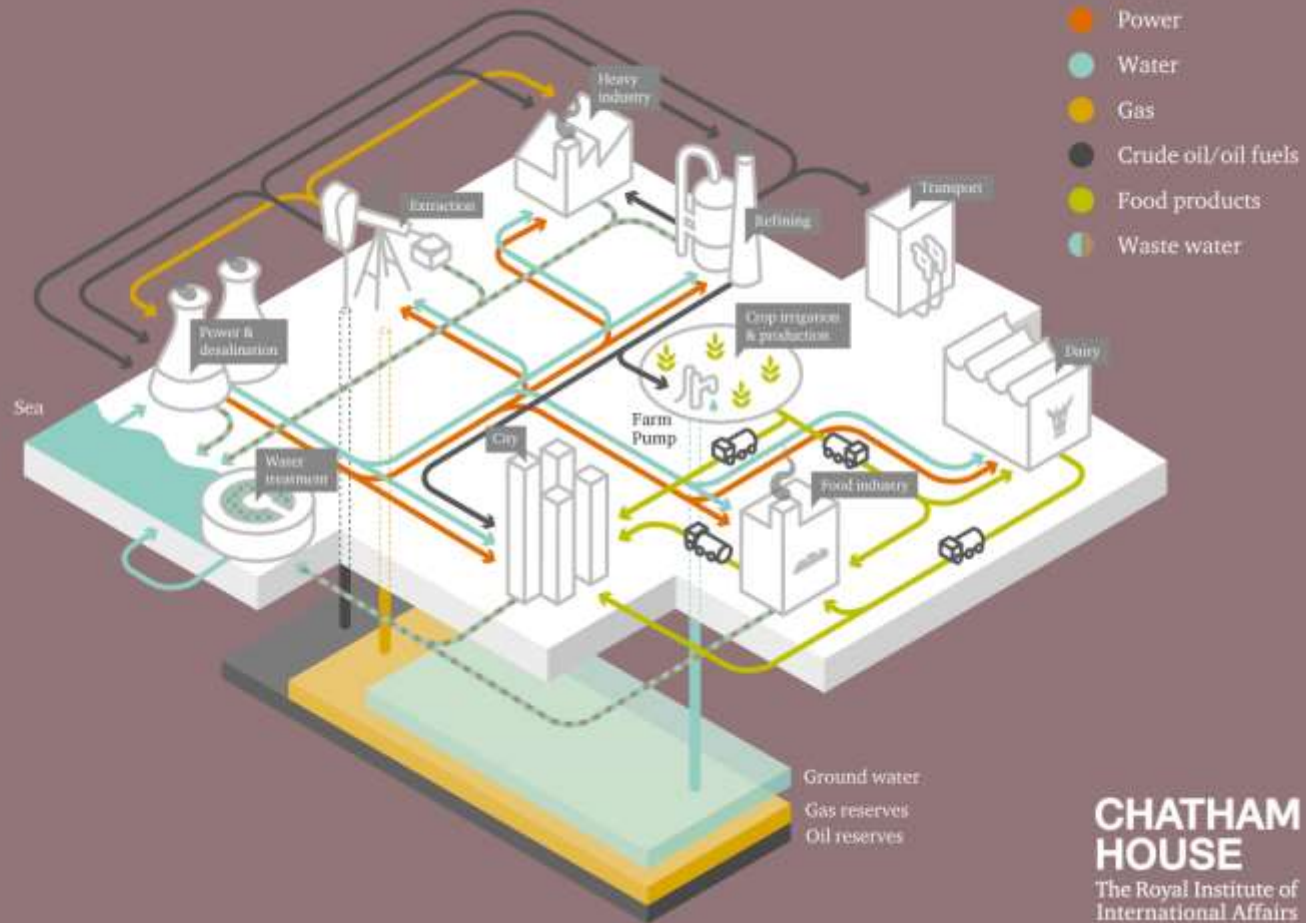 Power
Water
Gas
Crude oil/oil fuels
Food products
Waste water
Heavy
industry
Extraction
Refining
Transport
Power &
desalination
Crop irrigation
& production
Dairy
Sea
Farm
Pump
City
Water
treatment
Food industry
Ground water
Gas reserves
Oil reserves
CHATHAM
HOUSE
The Royal Institute of
International Affairs